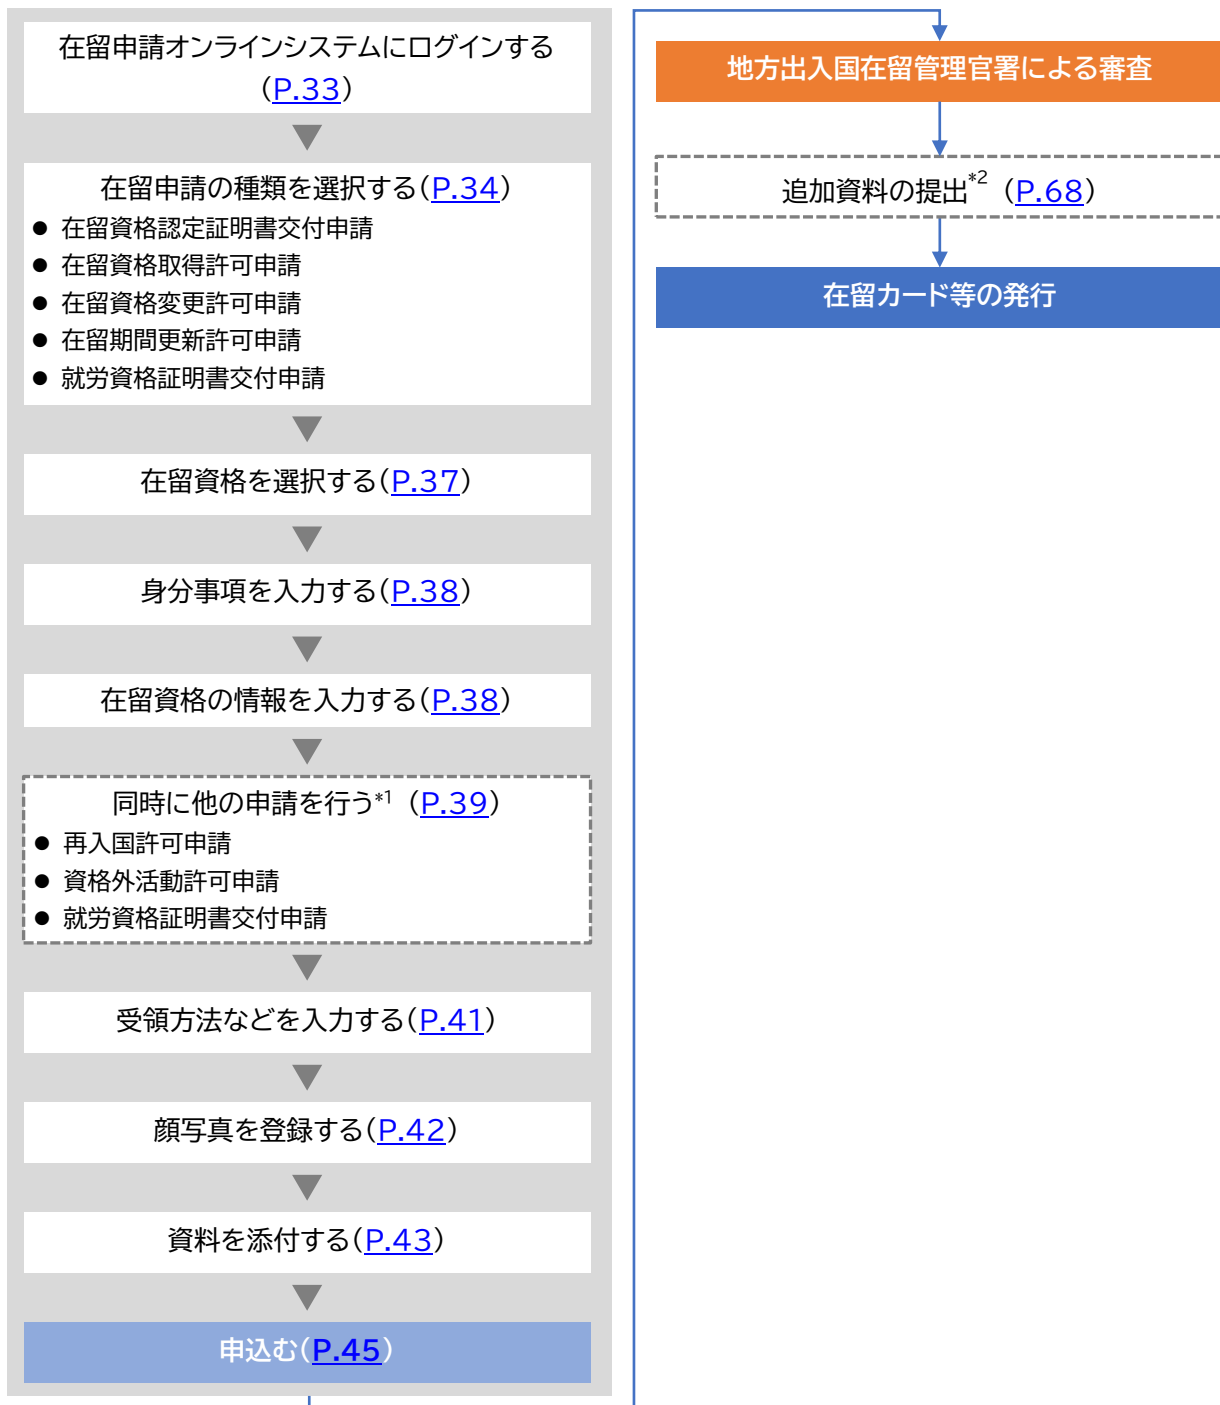 在留申請オンラインシステムにログインする
(P.33)
在留申請の種類を選択する(P.34)
● 在留資格認定証明書交付申請
● 在留資格取得許可申請
● 在留資格変更許可申請
● 在留期間更新許可申請
● 就労資格証明書交付申請
在留資格を選択する(P.37)
身分事項を入力する(P.38)
在留資格の情報を入力する(P.38)
同時に他の申請を行う*1 (P.39)
● 再入国許可申請
● 資格外活動許可申請
● 就労資格証明書交付申請
受領方法などを入力する(P.41)
顔写真を登録する(P.42)
資料を添付する(P.43)
申込む(P.45)
地方出入国在留管理官署による審査
追加資料の提出*2 (P.68)
在留カード等の発行